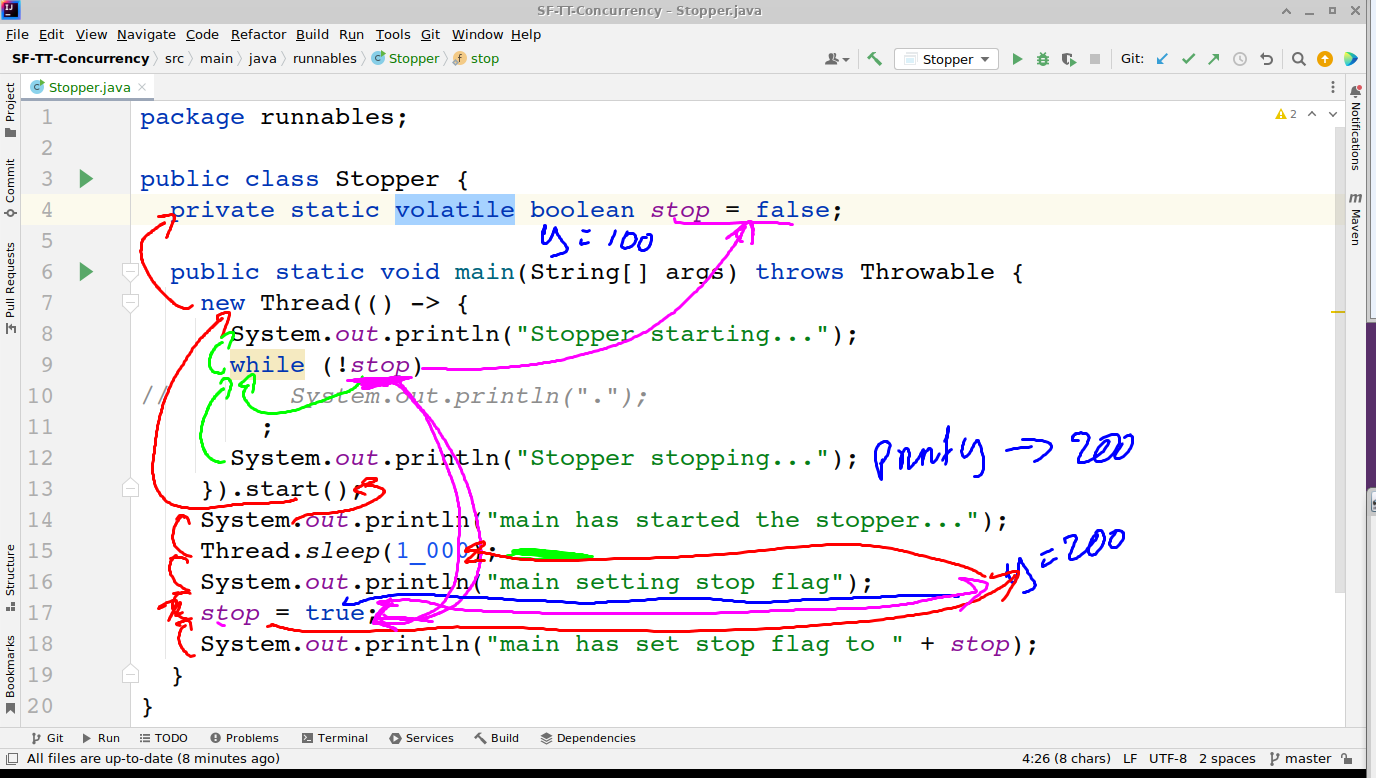 SF-TT-Concurrency – Stopper.java
File Edit View Navigate Code Refactor Build Run Tools Git Window Help
SF-TT-Concurrency src main java runnables Stopper stop Stopper Git:
Stopper.java
Project
Commit
Pull Requests
Structure
Bookmarks
Notifications
Maven
2
1 package runnables;
2
3 public class Stopper {
4 private static volatile boolean stop = false;
y = 100
5
6 public static void main(String[] args) throws Throwable {
7 new Thread(() -> {
8 System.out.println("Stopper starting...");
9 while (!stop)
10 // System.out.println(".");
11 ;
12 System.out.println("Stopper stopping...");
print y → 200
13 }).start();
14 System.out.println("main has started the stopper...");
15 Thread.sleep(1_000);
y = 200
16 System.out.println("main setting stop flag");
17 stop = true;
18 System.out.println("main has set stop flag to " + stop);
19 }
20 }
Git Run TODO Problems Terminal Services Build Dependencies
All files are up-to-date (8 minutes ago) 4:26 (8 chars) LF UTF-8 2 spaces master